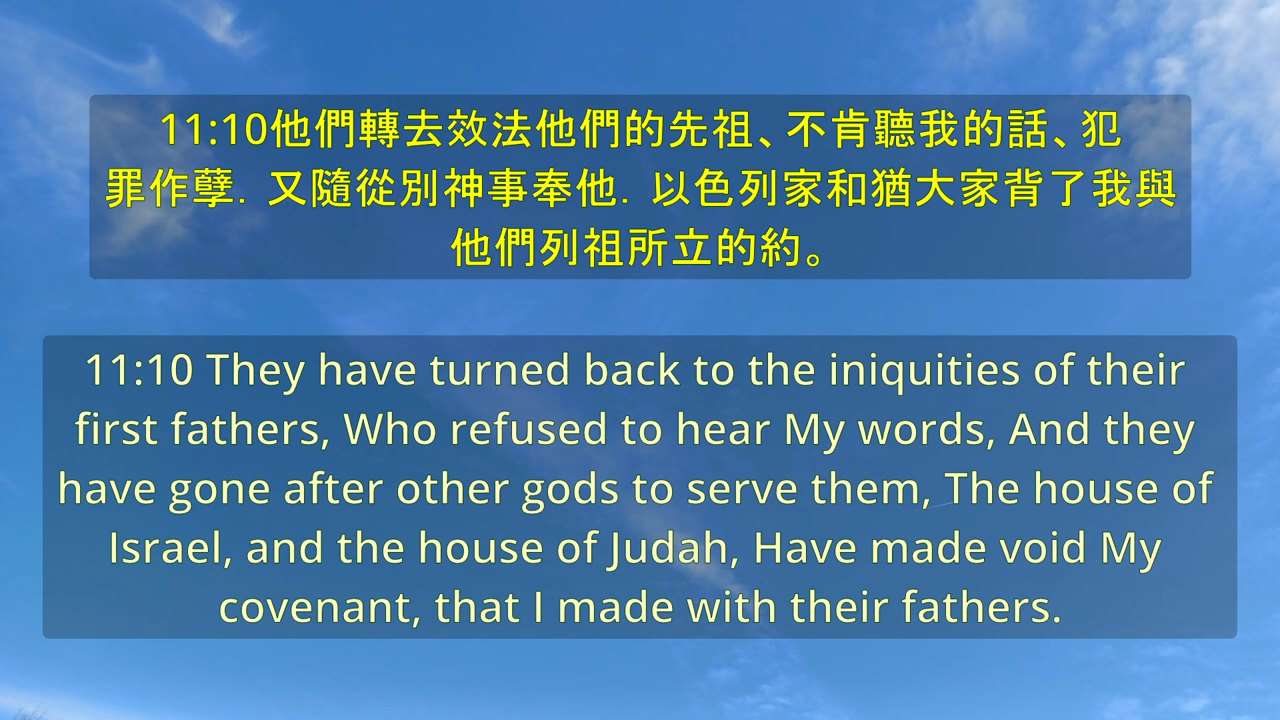 11:10他們轉去效法他們的先祖、不肯聽我的話、犯
罪作孽．又隨從別神事奉他．以色列家和猶大家背了我與
他們列祖所立的約。
11:10 They have turned back to the iniquities of their
first fathers, Who refused to hear My words, And they
have gone after other gods to serve them, The house of
Israel, and the house of Judah, Have made void My
covenant, that I made with their fathers.